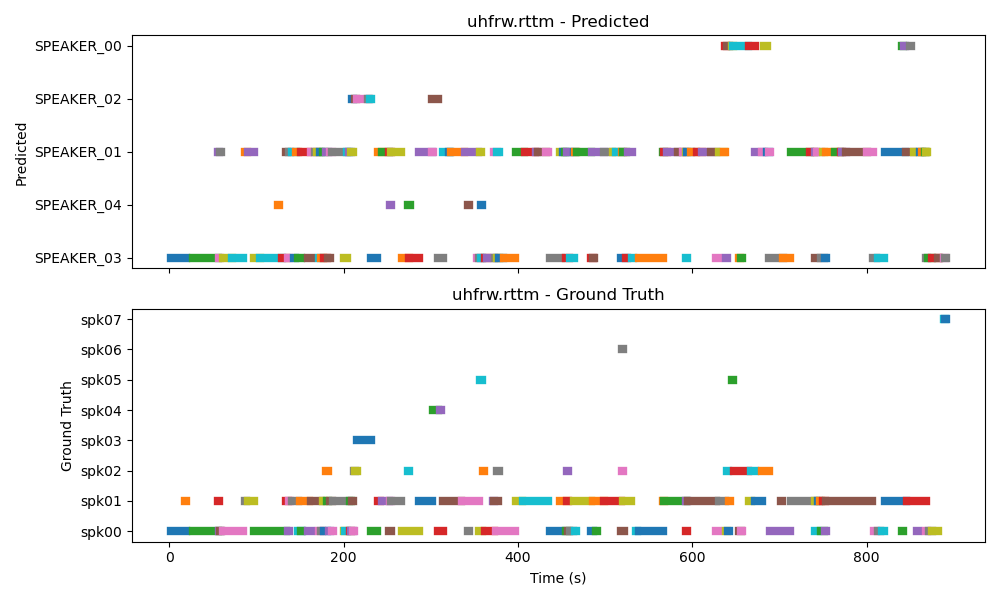 uhfrw.rttm - Predicted
SPEAKER_00
SPEAKER_02
SPEAKER_01
SPEAKER_04
SPEAKER_03
Predicted
uhfrw.rttm - Ground Truth
spk07
spk06
spk05
spk04
spk03
spk02
spk01
spk00
Ground Truth
0 200 400 600 800
Time (s)